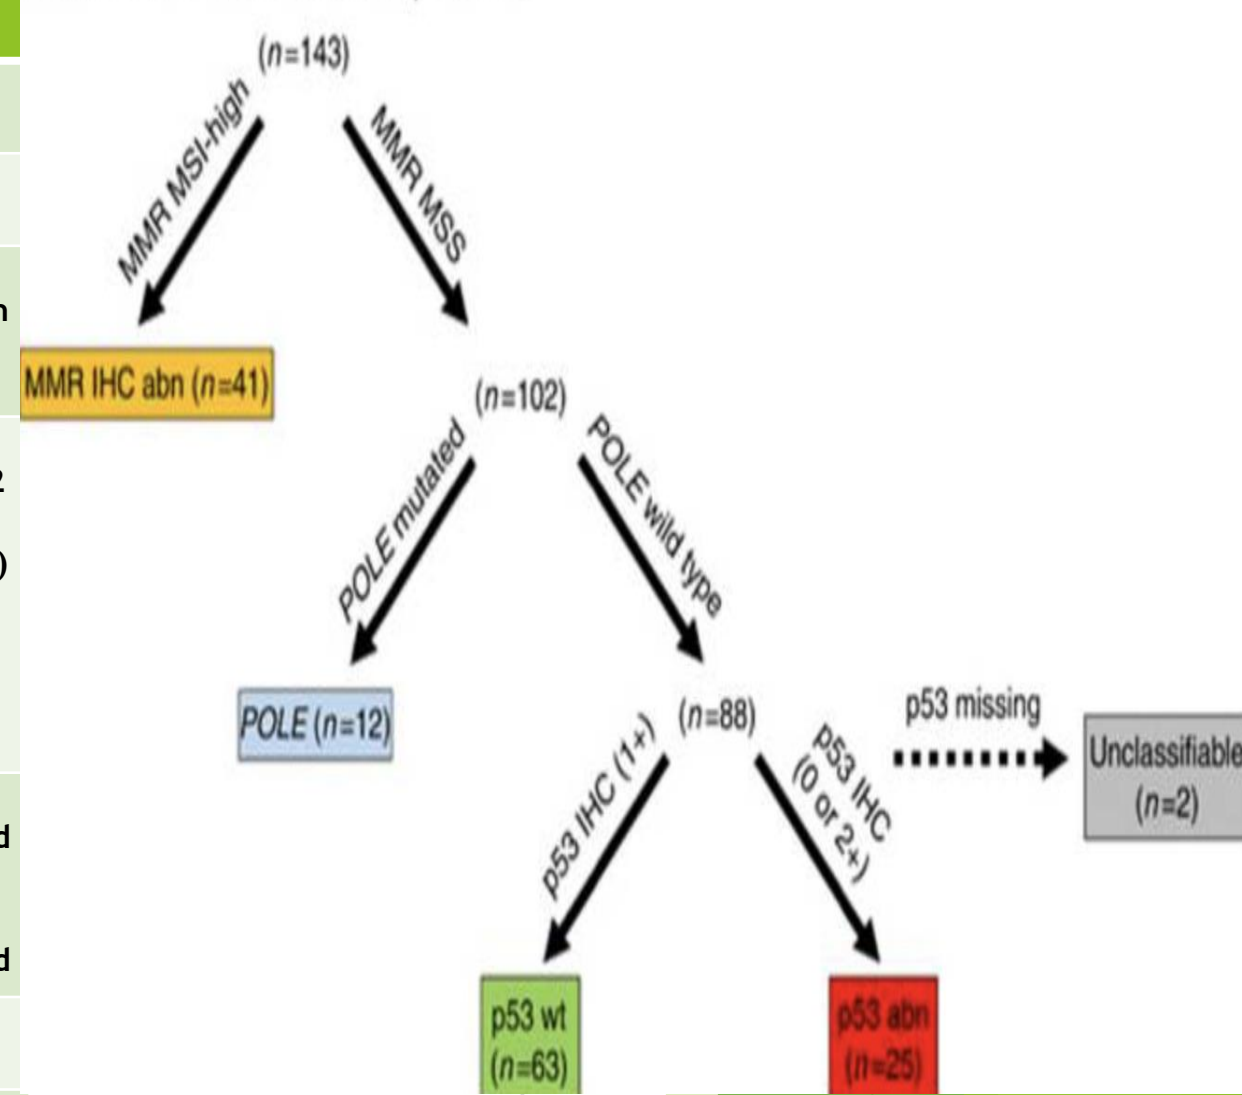 (n=143)
MMR MSI-high
MMR MSS
n
MMR IHC abn (n=41)
(n=102)
2
)
POLE mutated
POLE wild type
POLE (n=12)
(n=88)
p53 missing
Unclassifiable
(n=2)
p53 IHC (1+)
p53 IHC
(0 or 2+)
d
d
p53 wt
(n=63)
p53 abn
(n=25)